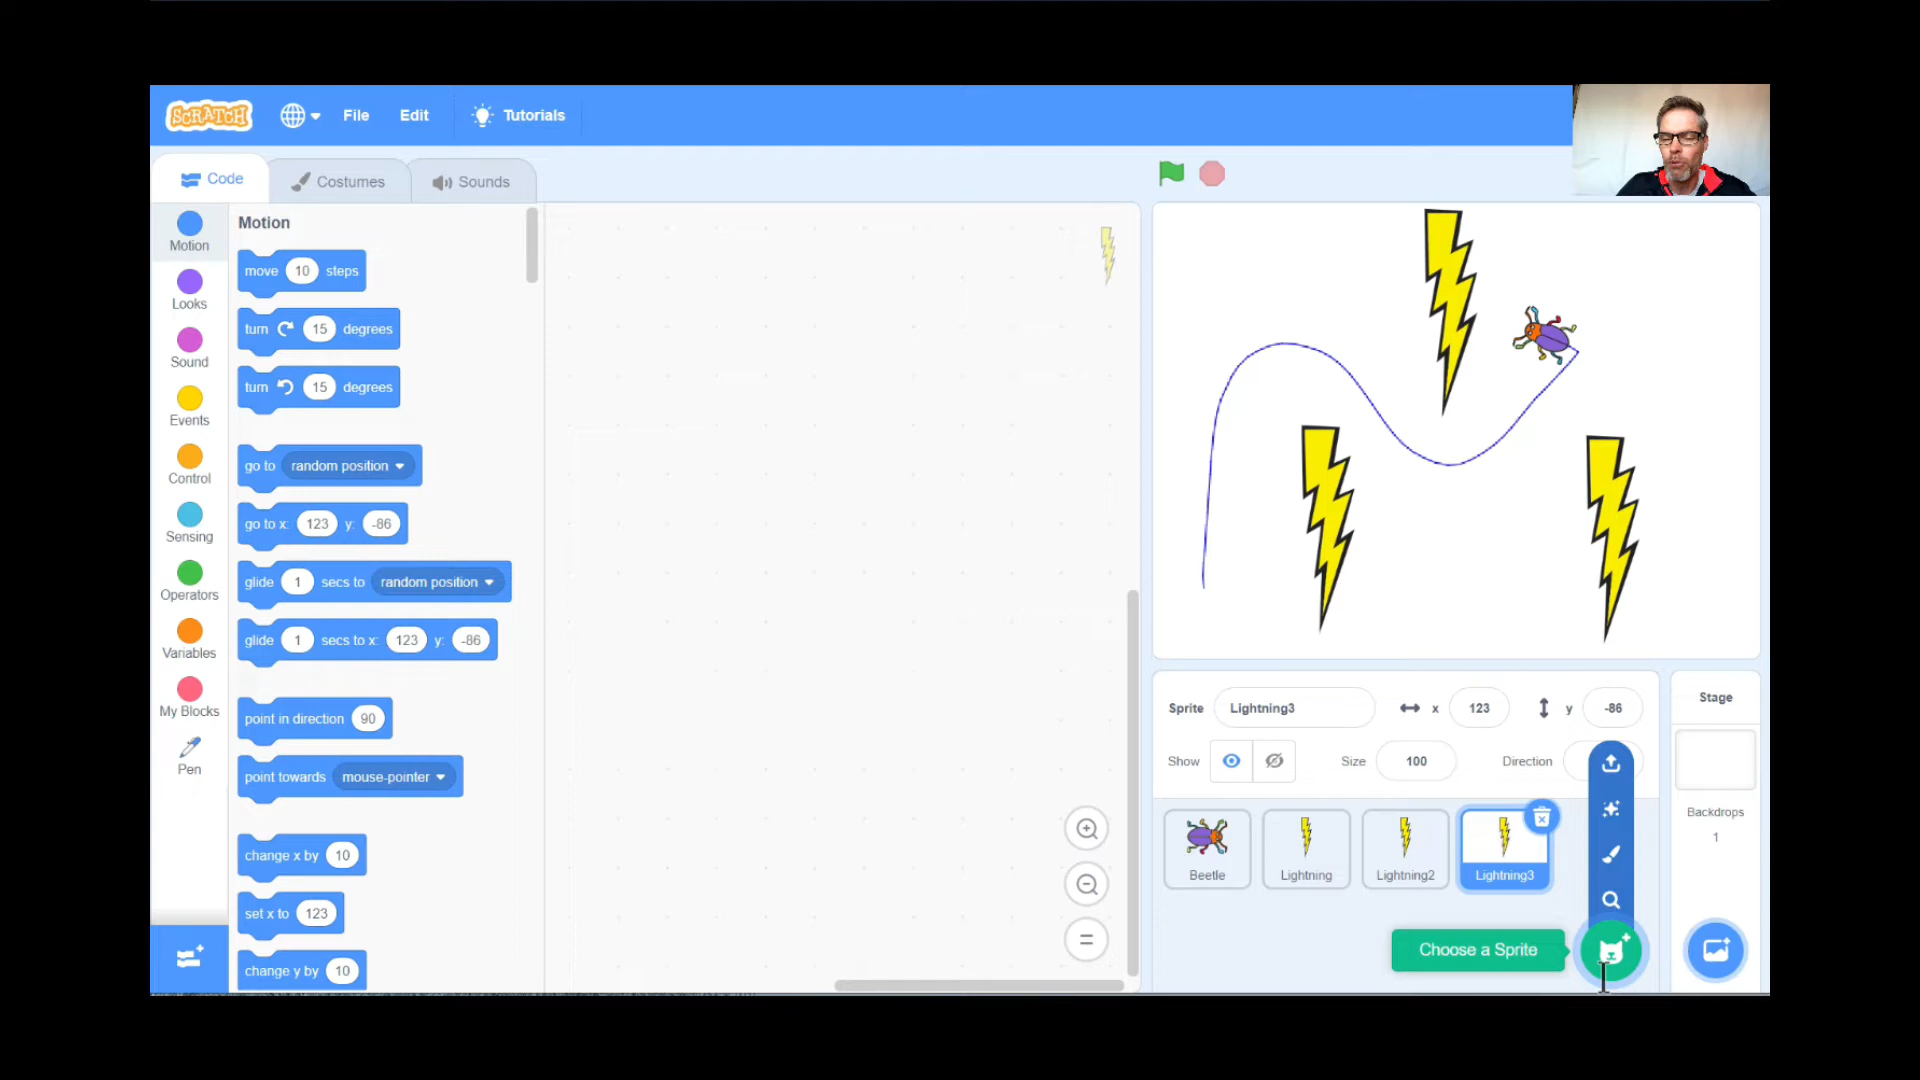 SCRATCH File Edit Tutorials
Code Costumes Sounds
Motion
Looks
Sound
Events
Control
Sensing
Operators
Variables
My Blocks
Pen
Motion
move 10 steps
turn 15 degrees
turn 15 degrees
go to random position
go to x: 123 y: -86
glide 1 secs to random position
glide 1 secs to x: 123 y: -86
point in direction 90
point towards mouse-pointer
change x by 10
set x to 123
change y by 10
=
Sprite Lightning3 x 123 y -86
Show Size 100 Direction
Beetle Lightning Lightning2 Lightning3
Choose a Sprite
Stage
Backdrops
1